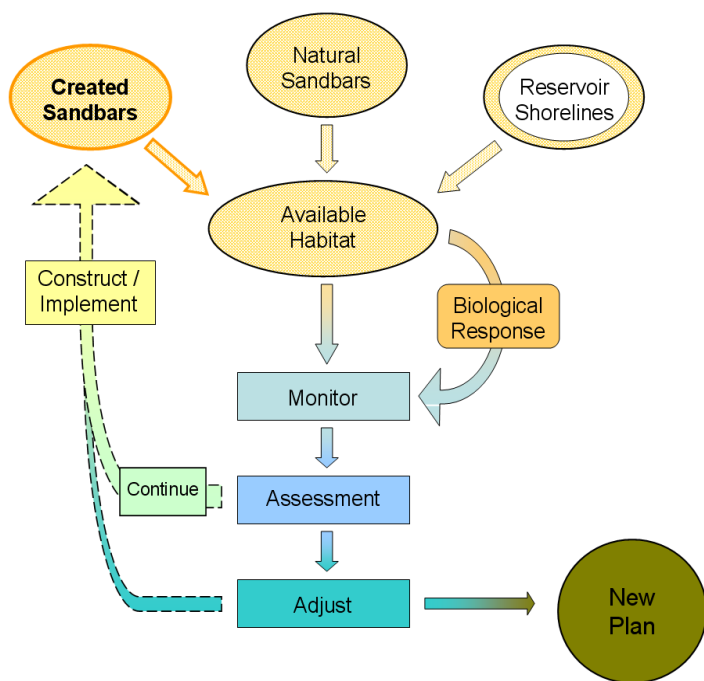 Natural
Sandbars
Created
Sandbars
Reservoir
Shorelines
Available
Habitat
Construct /
Implement
Biological
Response
Monitor
Continue
Assessment
Adjust
New
Plan